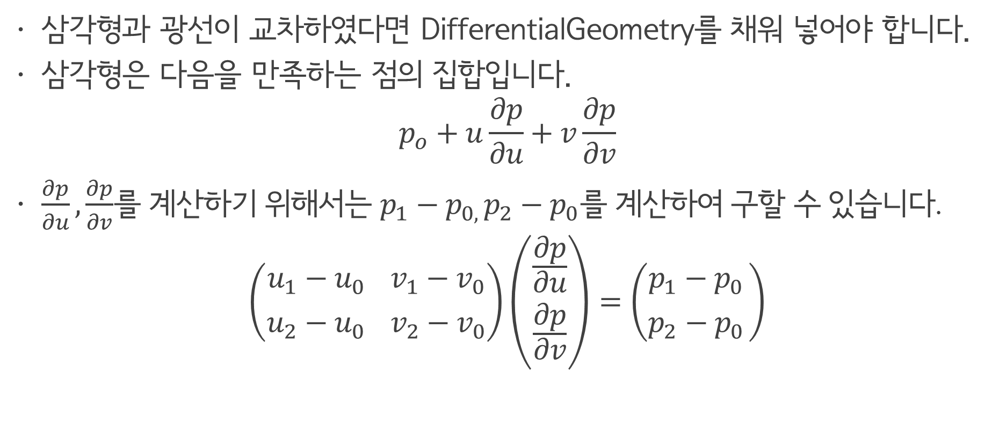 · 삼각형과 광선이 교차하였다면 DifferentialGeometry를 채워 넣어야 합니다.
· 삼각형은 다음을 만족하는 점의 집합입니다.
$p_o + u\frac{\partial p}{\partial u} + v\frac{\partial p}{\partial v}$
· $\frac{\partial p}{\partial u}, \frac{\partial p}{\partial v}$를 계산하기 위해서는 $p_1 - p_{0,} p_2 - p_0$를 계산하여 구할 수 있습니다.
$\begin{pmatrix} u_1 - u_0 & v_1 - v_0 \\ u_2 - u_0 & v_2 - v_0 \end{pmatrix} \begin{pmatrix} \frac{\partial p}{\partial u} \\ \frac{\partial p}{\partial v} \end{pmatrix} = \begin{pmatrix} p_1 - p_0 \\ p_2 - p_0 \end{pmatrix}$